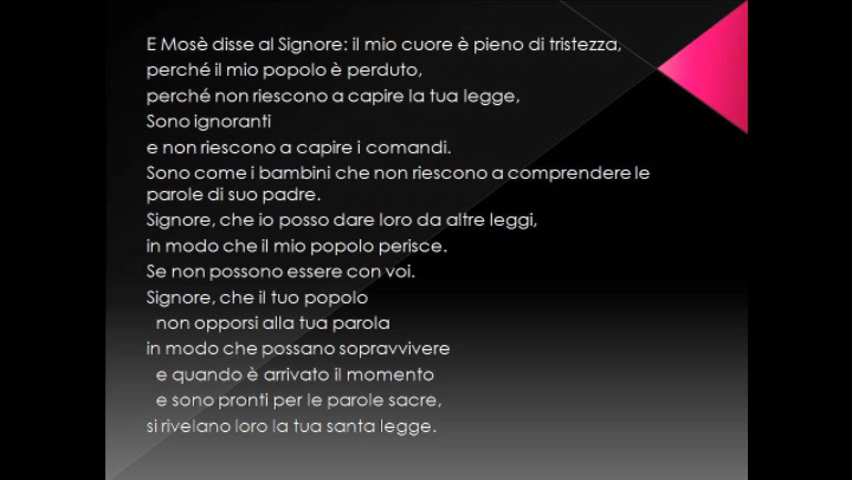 E Mosè disse al Signore: il mio cuore è pieno di tristezza,
perché il mio popolo è perduto,
perché non riescono a capire la tua legge,
Sono ignoranti
e non riescono a capire i comandi.
Sono come i bambini che non riescono a comprendere le
parole di suo padre.
Signore, che io posso dare loro da altre leggi,
in modo che il mio popolo perisce.
Se non possono essere con voi.
Signore, che il tuo popolo
non opporsi alla tua parola
in modo che possano sopravvivere
e quando è arrivato il momento
e sono pronti per le parole sacre,
si rivelano loro la tua santa legge.